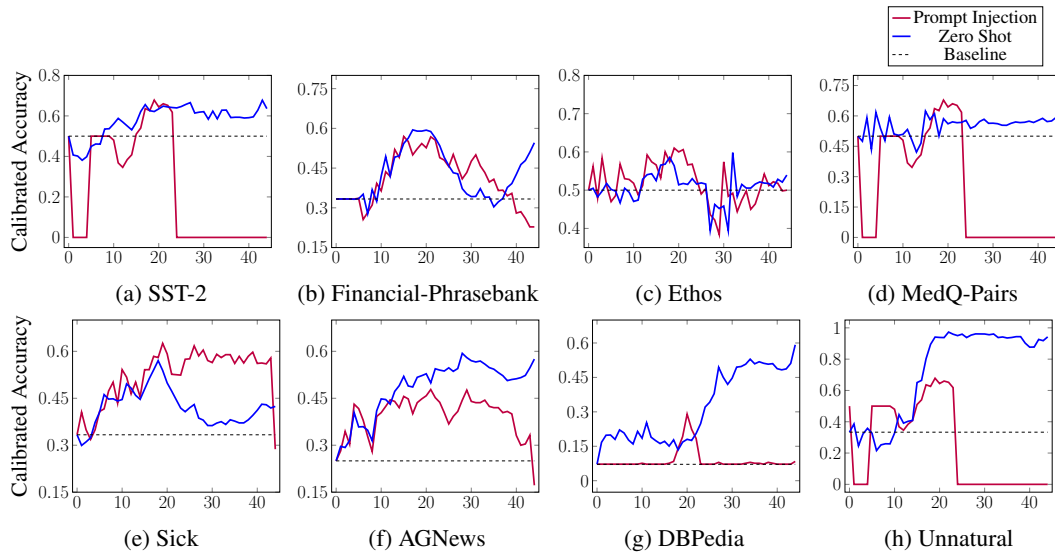 Prompt Injection
Zero Shot
Baseline
Calibrated Accuracy
0.8
0.6
0.4
0.2
0
0 10 20 30 40
(a) SST-2
0.75
0.6
0.45
0.3
0.15
0 10 20 30 40
(b) Financial-Phrasebank
0.8
0.7
0.6
0.5
0.4
0 10 20 30 40
(c) Ethos
0.75
0.6
0.45
0.3
0.15
0
0 10 20 30 40
(d) MedQ-Pairs
Calibrated Accuracy
0.6
0.45
0.3
0.15
0 10 20 30 40
(e) Sick
0.6
0.45
0.3
0.15
0 10 20 30 40
(f) AGNews
0.6
0.45
0.3
0.15
0
0 10 20 30 40
(g) DBPedia
1
0.8
0.6
0.4
0.2
0
0 10 20 30 40
(h) Unnatural